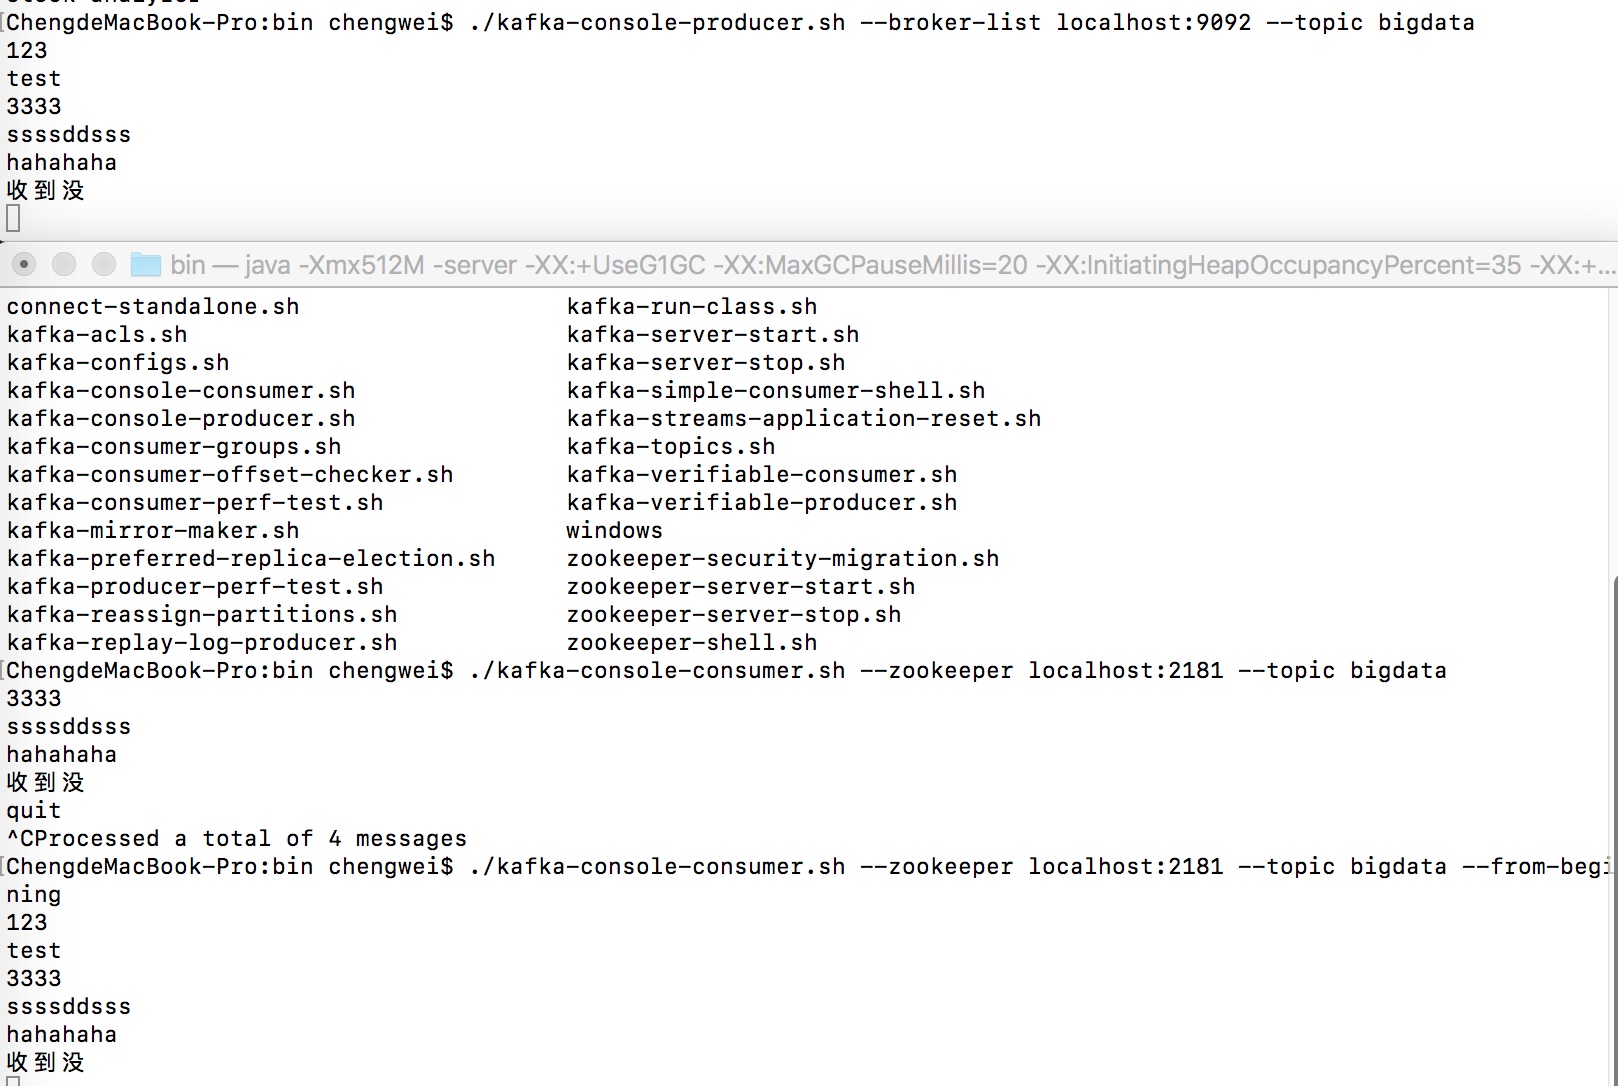 ChengdeMacBook-Pro:bin chengwei$ ./kafka-console-producer.sh --broker-list localhost:9092 --topic bigdata
123
test
3333
ssssddsss
hahahaha
收到没
bin — java -Xmx512M -server -XX:+UseG1GC -XX:MaxGCPauseMillis=20 -XX:InitiatingHeapOccupancyPercent=35 -XX:+...
connect-standalone.sh kafka-run-class.sh
kafka-acls.sh kafka-server-start.sh
kafka-configs.sh kafka-server-stop.sh
kafka-console-consumer.sh kafka-simple-consumer-shell.sh
kafka-console-producer.sh kafka-streams-application-reset.sh
kafka-consumer-groups.sh kafka-topics.sh
kafka-consumer-offset-checker.sh kafka-verifiable-consumer.sh
kafka-consumer-perf-test.sh kafka-verifiable-producer.sh
kafka-mirror-maker.sh windows
kafka-preferred-replica-election.sh zookeeper-security-migration.sh
kafka-producer-perf-test.sh zookeeper-server-start.sh
kafka-reassign-partitions.sh zookeeper-server-stop.sh
kafka-replay-log-producer.sh zookeeper-shell.sh
ChengdeMacBook-Pro:bin chengwei$ ./kafka-console-consumer.sh --zookeeper localhost:2181 --topic bigdata
3333
ssssddsss
hahahaha
收到没
quit
^CProcessed a total of 4 messages
ChengdeMacBook-Pro:bin chengwei$ ./kafka-console-consumer.sh --zookeeper localhost:2181 --topic bigdata --from-begi
ning
123
test
3333
ssssddsss
hahahaha
收到没